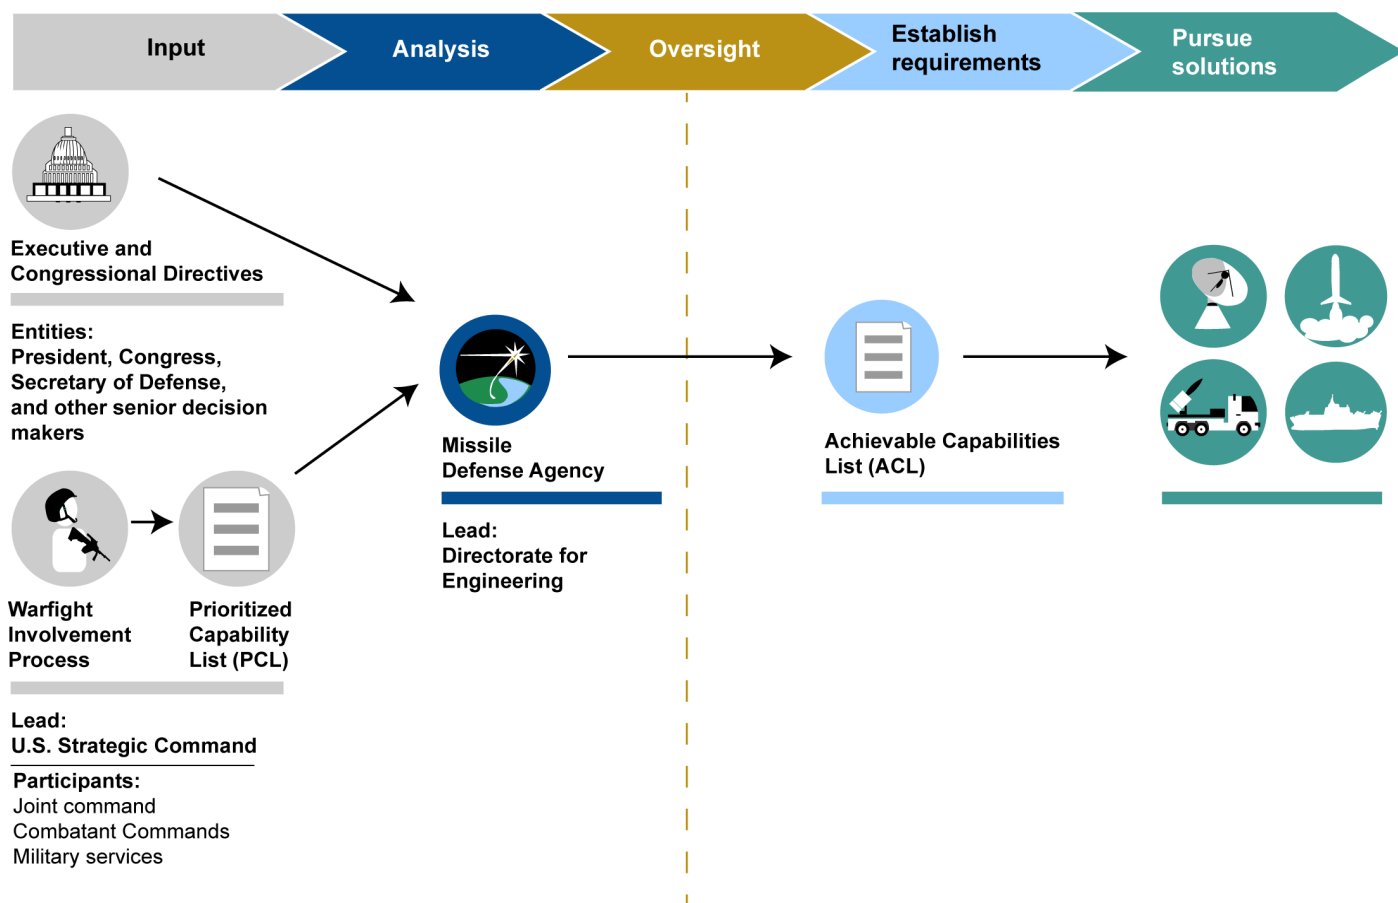 Input
Analysis
Oversight
Establish
requirements
Pursue
solutions
Executive and
Congressional Directives
Entities:
President, Congress,
Secretary of Defense,
and other senior decision
makers
Warfight
Involvement
Process
Prioritized
Capability
List (PCL)
Lead:
U.S. Strategic Command
Participants:
Joint command
Combatant Commands
Military services
Missile
Defense Agency
Lead:
Directorate for
Engineering
Achievable Capabilities
List (ACL)